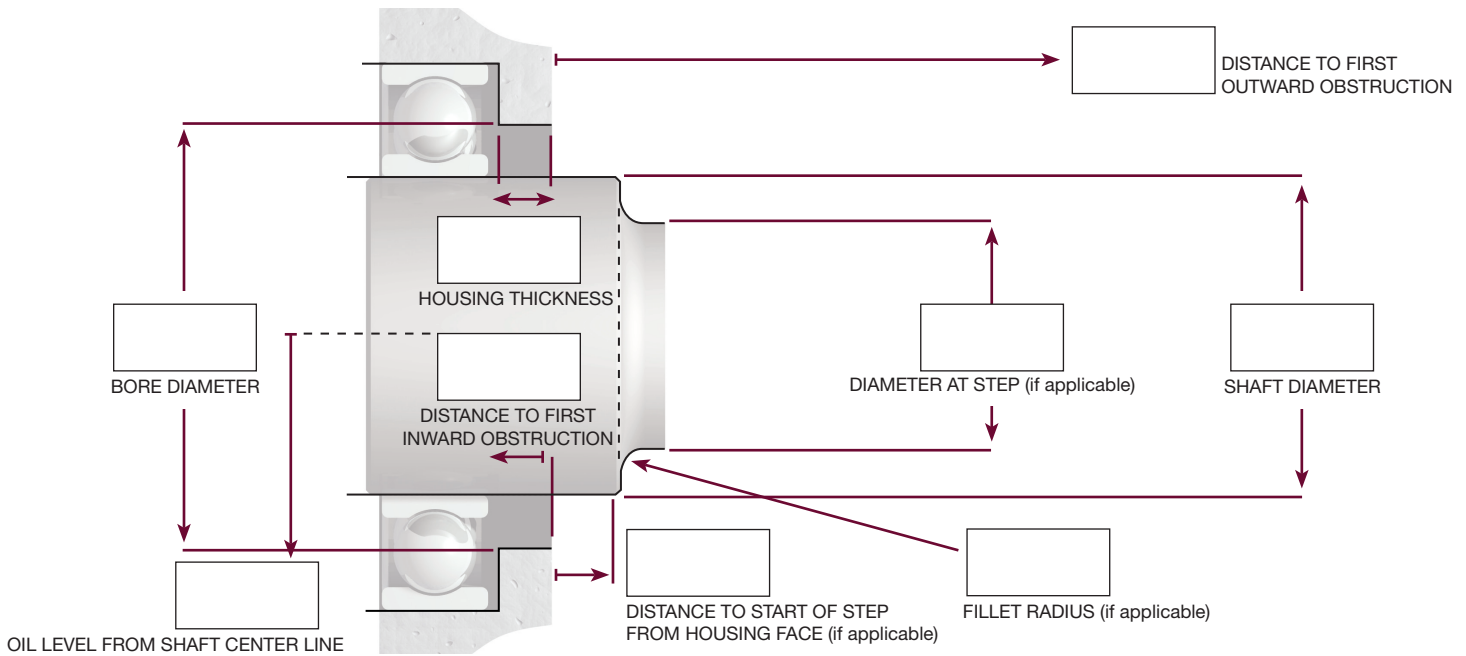 DISTANCE TO FIRST
OUTWARD OBSTRUCTION
HOUSING THICKNESS
BORE DIAMETER
DIAMETER AT STEP (if applicable)
SHAFT DIAMETER
DISTANCE TO FIRST
INWARD OBSTRUCTION
OIL LEVEL FROM SHAFT CENTER LINE
DISTANCE TO START OF STEP
FROM HOUSING FACE (if applicable)
FILLET RADIUS (if applicable)